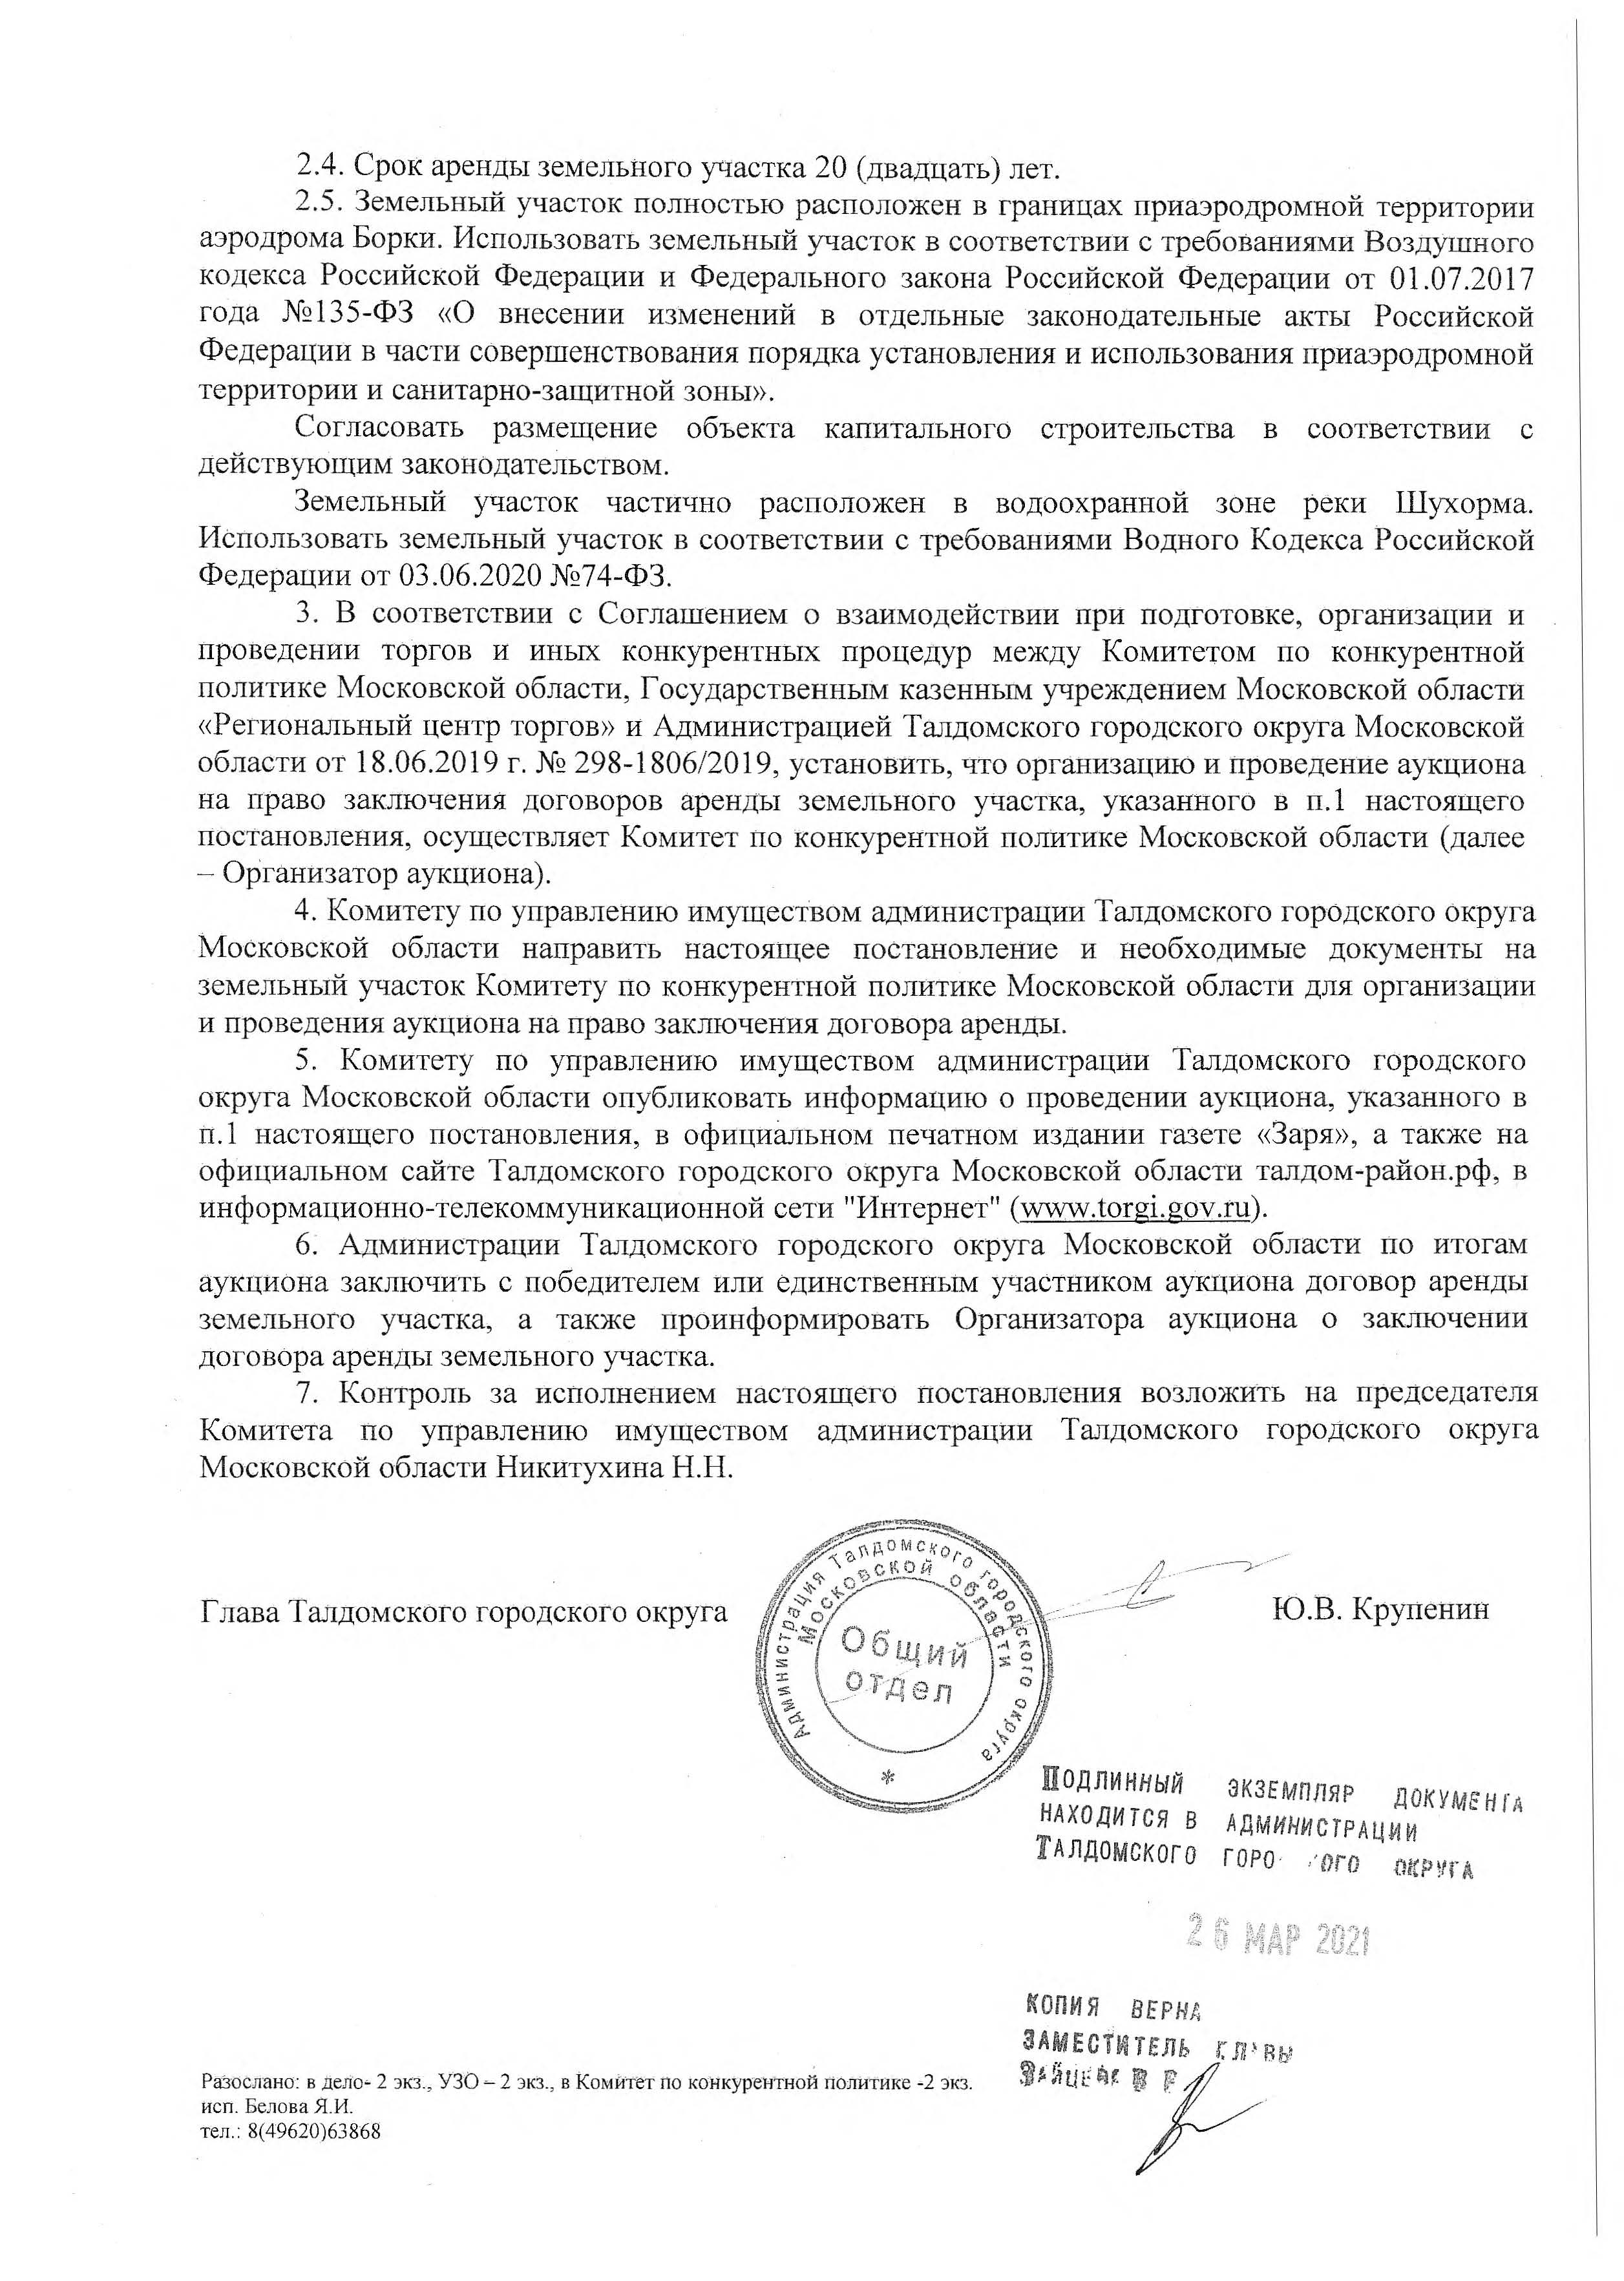 2.4. Срок аренды земельного участка 20 (двадцать) лет.
2.5. Земельный участок полностью расположен в границах приаэродромной территории
аэродрома Борки. Использовать земельный участок в соответствии с требованиями Воздушного
кодекса Российской Федерации и Федерального закона Российской Федерации от 01.07.2017
года №135-ФЗ «О внесении изменений в отдельные законодательные акты Российской
Федерации в части совершенствования порядка установления и использования приаэродромной
территории и санитарно-защитной зоны».
Согласовать размещение объекта капитального строительства в соответствии с
действующим законодательством.
Земельный участок частично расположен в водоохранной зоне реки Шухорма.
Использовать земельный участок в соответствии с требованиями Водного Кодекса Российской
Федерации от 03.06.2020 №74-ФЗ.
3. В соответствии с Соглашением о взаимодействии при подготовке, организации и
проведении торгов и иных конкурентных процедур между Комитетом по конкурентной
политике Московской области, Государственным казенным учреждением Московской области
«Региональный центр торгов» и Администрацией Талдомского городского округа Московской
области от 18.06.2019 г. № 298-1806/2019, установить, что организацию и проведение аукциона
на право заключения договоров аренды земельного участка, указанного в п.1 настоящего
постановления, осуществляет Комитет по конкурентной политике Московской области (далее
– Организатор аукциона).
4. Комитету по управлению имуществом администрации Талдомского городского округа
Московской области направить настоящее постановление и необходимые документы на
земельный участок Комитету по конкурентной политике Московской области для организации
и проведения аукциона на право заключения договора аренды.
5. Комитету по управлению имуществом администрации Талдомского городского
округа Московской области опубликовать информацию о проведении аукциона, указанного в
п.1 настоящего постановления, в официальном печатном издании газете «Заря», а также на
официальном сайте Талдомского городского округа Московской области талдом-район.рф, в
информационно-телекоммуникационной сети "Интернет" (www.torgi.gov.ru).
6. Администрации Талдомского городского округа Московской области по итогам
аукциона заключить с победителем или единственным участником аукциона договор аренды
земельного участка, а также проинформировать Организатора аукциона о заключении
договора аренды земельного участка.
7. Контроль за исполнением настоящего постановления возложить на председателя
Комитета по управлению имуществом администрации Талдомского городского округа
Московской области Никитухина Н.Н.
Глава Талдомского городского округа
Ю.В. Крупенин
Администрация Талдомского городского округа
Московской области
Общий
отдел
*
ПОДЛИННЫЙ ЭКЗЕМПЛЯР ДОКУМЕНТА
НАХОДИТСЯ В АДМИНИСТРАЦИИ
ТАЛДОМСКОГО ОКРУГА
26 МАР 2021
КОПИЯ ВЕРНА
ЗАМЕСТИТЕЛЬ ГЛАВЫ
Разослано: в дело- 2 экз., УЗО – 2 экз., в Комитет по конкурентной политике -2 экз.
исп. Белова Я.И.
тел.: 8(49620)63868